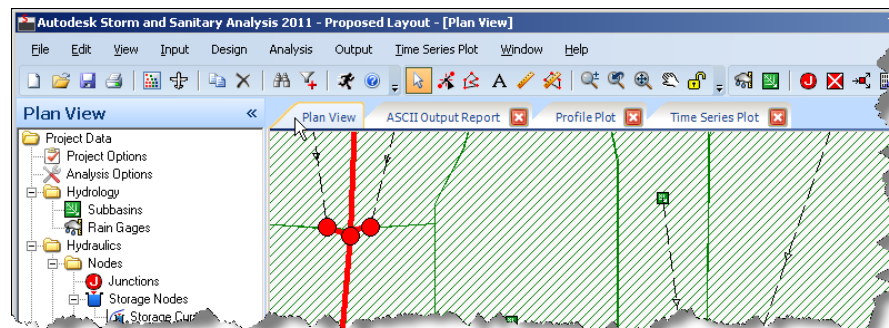 Autodesk Storm and Sanitary Analysis 2011 - Proposed Layout - [Plan View]
File Edit View Input Design Analysis Output Time Series Plot Window Help
Plan View «
Plan View ASCII Output Report Profile Plot Time Series Plot
Project Data
Project Options
Analysis Options
Hydrology
Subbasins
Rain Gages
Hydraulics
Nodes
Junctions
Storage Nodes
Storage